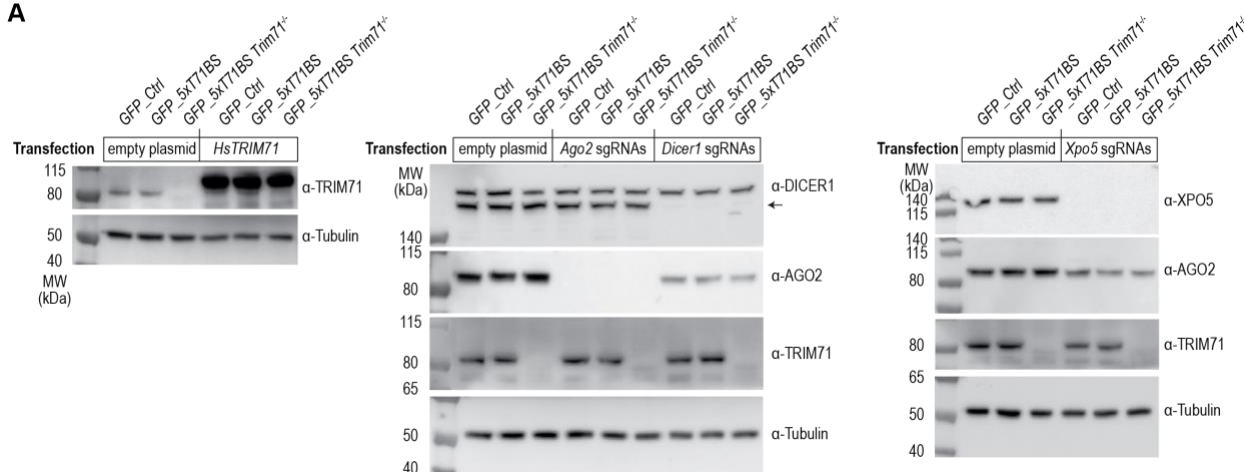 A
GFP_Ctrl
GFP_5xT71BS
GFP_5xT71BS Trim71-/-
GFP_Ctrl
GFP_5xT71BS
GFP_5xT71BS Trim71-/-
Transfection empty plasmid HsTRIM71
115
80
α-TRIM71
50
40
α-Tubulin
MW
(kDa)
GFP_Ctrl
GFP_5xT71BS
GFP_5xT71BS Trim71-/-
GFP_Ctrl
GFP_5xT71BS
GFP_5xT71BS Trim71-/-
GFP_Ctrl
GFP_5xT71BS
GFP_5xT71BS Trim71-/-
Transfection empty plasmid Ago2 sgRNAs Dicer1 sgRNAs
MW
(kDa)
α-DICER1
←
140
115
80
α-AGO2
115
80
65
α-TRIM71
50
40
α-Tubulin
GFP_Ctrl
GFP_5xT71BS
GFP_5xT71BS Trim71-/-
GFP_Ctrl
GFP_5xT71BS
GFP_5xT71BS Trim71-/-
Transfection empty plasmid Xpo5 sgRNAs
MW
(kDa)
140
115
α-XPO5
140
115
80
α-AGO2
80
α-TRIM71
65
50
40
α-Tubulin